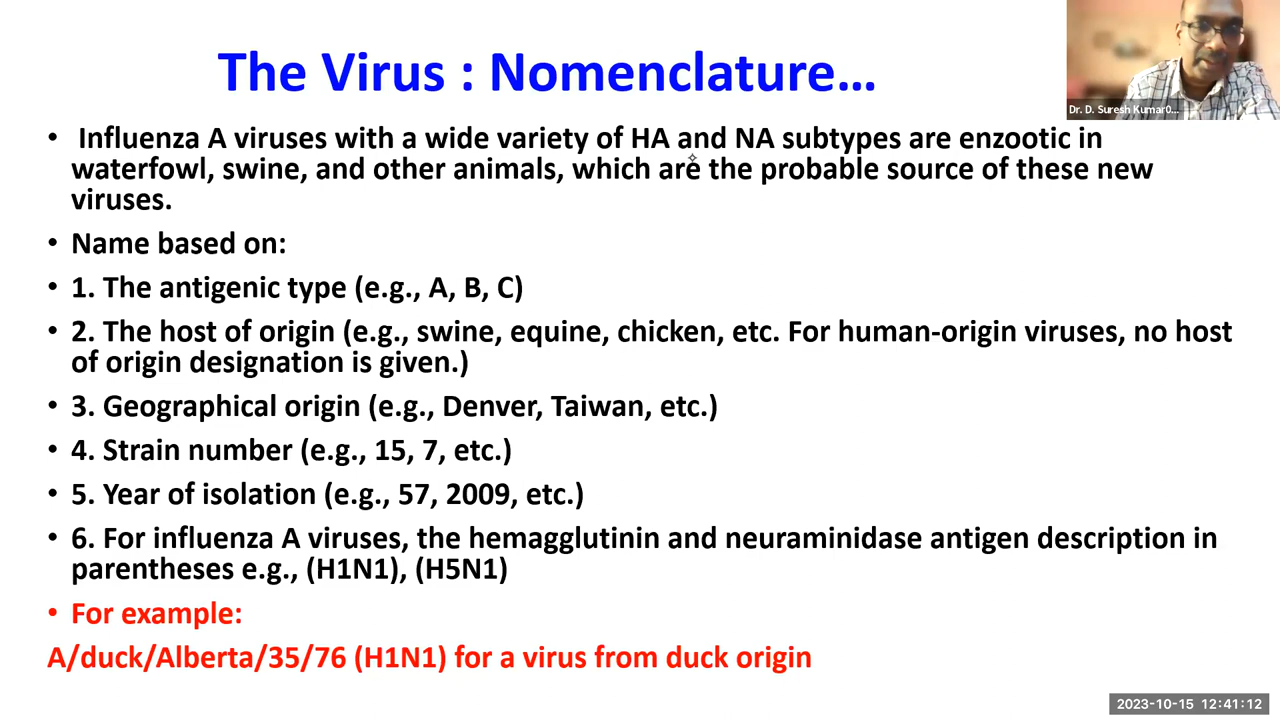 The Virus : Nomenclature...
Dr. D. Suresh Kumar0...
• Influenza A viruses with a wide variety of HA and NA subtypes are enzootic in
waterfowl, swine, and other animals, which are the probable source of these new
viruses.
• Name based on:
• 1. The antigenic type (e.g., A, B, C)
• 2. The host of origin (e.g., swine, equine, chicken, etc. For human-origin viruses, no host
of origin designation is given.)
• 3. Geographical origin (e.g., Denver, Taiwan, etc.)
• 4. Strain number (e.g., 15, 7, etc.)
• 5. Year of isolation (e.g., 57, 2009, etc.)
• 6. For influenza A viruses, the hemagglutinin and neuraminidase antigen description in
parentheses e.g., (H1N1), (H5N1)
• For example:
A/duck/Alberta/35/76 (H1N1) for a virus from duck origin
2023-10-15 12:41:12